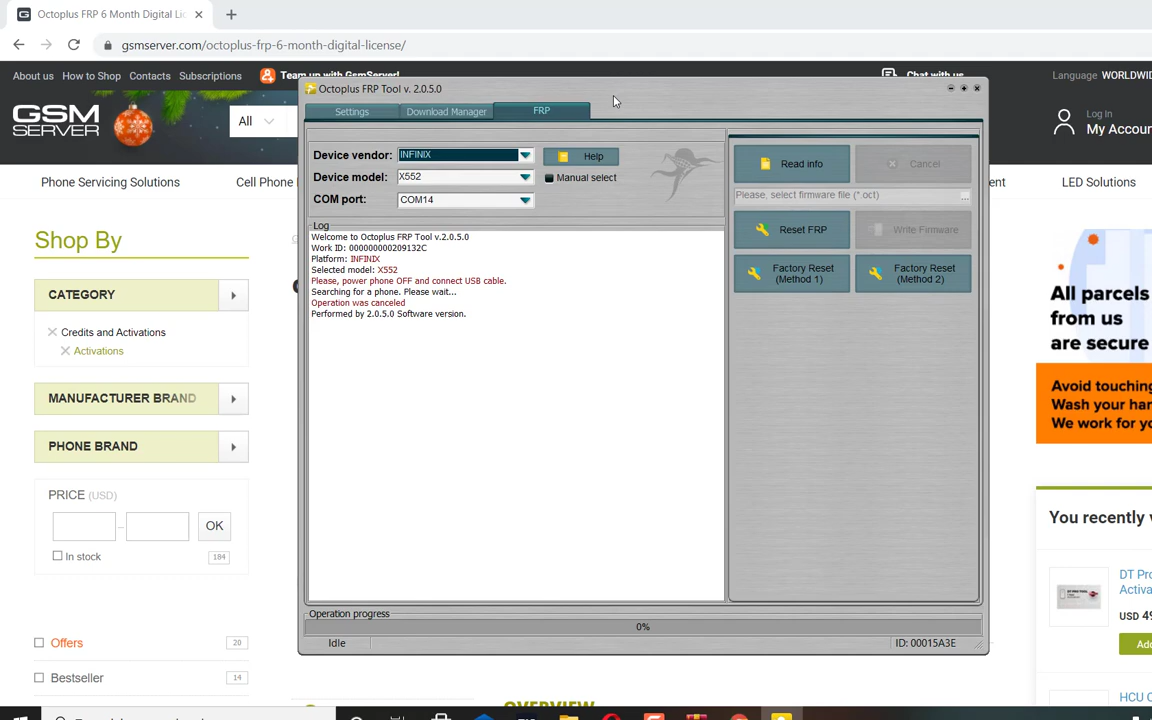 Octoplus FRP 6 Month Digital Lic
gsmserver.com/octoplus-frp-6-month-digital-license/
About us How to Shop Contacts Subscriptions
Team up with GsmServer!
Chat with us
Language WORLDWID
GSM
SERVER
All
Log In
My Accoun
Phone Servicing Solutions
Cell Phone
ent
LED Solutions
Shop By
CATEGORY
Credits and Activations
Activations
MANUFACTURER BRAND
PHONE BRAND
PRICE (USD)
– OK
In stock 184
Offers 20
Bestseller 14
Octoplus FRP Tool v. 2.0.5.0
Settings Download Manager FRP
Device vendor: INFINIX Help
Device model: X552 Manual select
COM port: COM14
Log
Welcome to Octoplus FRP Tool v.2.0.5.0
Work ID: 000000000209132C
Platform: INFINIX
Selected model: X552
Please, power phone OFF and connect USB cable.
Searching for a phone. Please wait...
Operation was canceled
Performed by 2.0.5.0 Software version.
Read info Cancel
Please, select firmware file (*.oct) ...
Reset FRP Write Firmware
Factory Reset
(Method 1)
Factory Reset
(Method 2)
Operation progress
0%
Idle ID: 00015A3E
All parcels
from us
are secure
Avoid touching
Wash your han
We work for yo
You recently v
DT Pro
Activa
USD 49
Add
HCU C
OVERVIEW